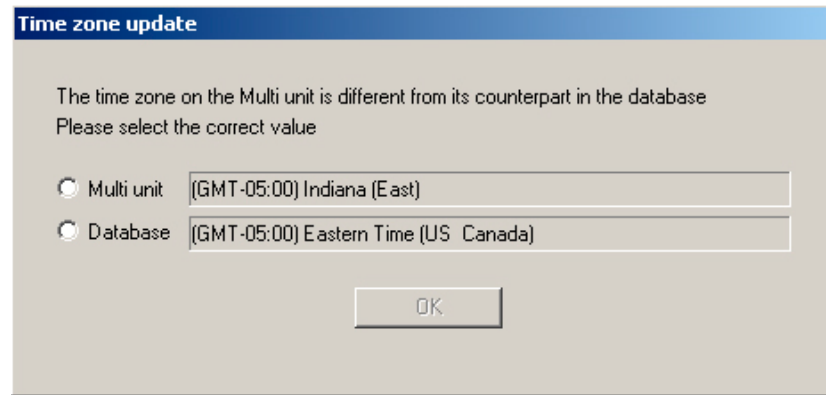 Time zone update
The time zone on the Multi unit is different from its counterpart in the database
Please select the correct value
Multi unit (GMT-05:00) Indiana (East)
Database (GMT-05:00) Eastern Time (US Canada)
OK